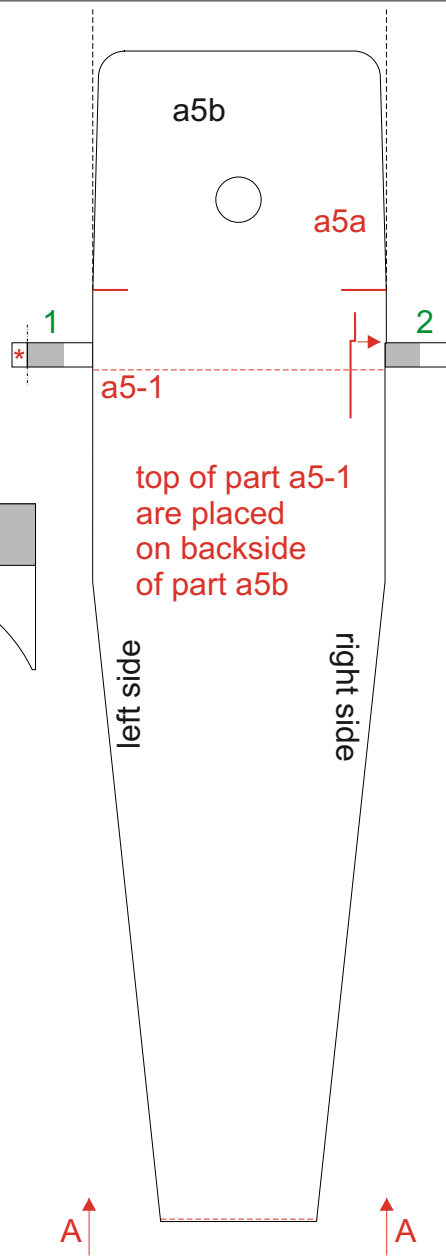 a5b
a5a
1
2
*
a5-1
top of part a5-1
are placed
on backside
of part a5b
left side
right side
A
A